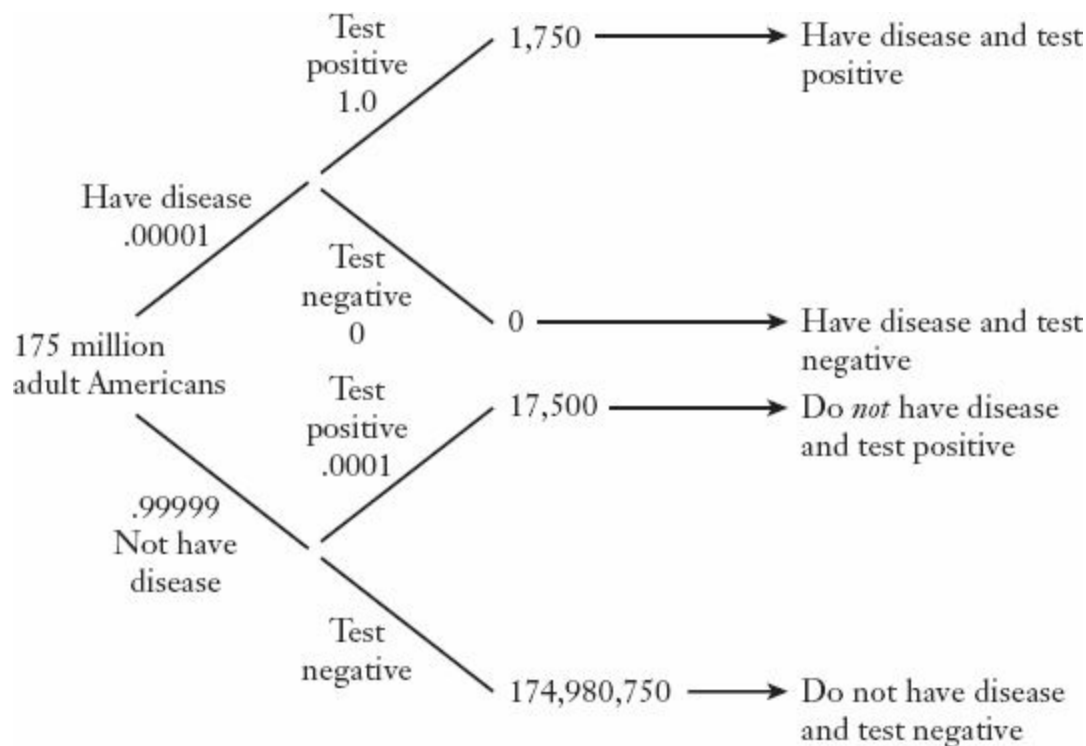 Test
positive
1.0
1,750
Have disease and test
positive
Have disease
.00001
Test
negative
0
0
Have disease and test
negative
175 million
adult Americans
Test
positive
.0001
17,500
Do not have disease
and test positive
.99999
Not have
disease
Test
negative
174,980,750
Do not have disease
and test negative